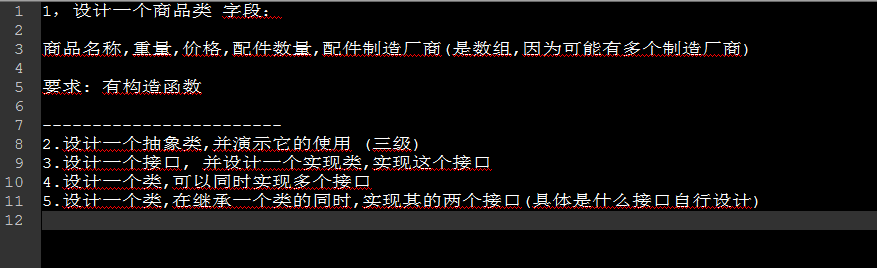 1
1, 设计一个商品类 字段:
2
3
商品名称,重量,价格,配件数量,配件制造厂商(是数组,因为可能有多个制造厂商)
4
5
要求: 有构造函数
6
7
------------------------
8
2.设计一个抽象类,并演示它的使用 (三级)
9
3.设计一个接口, 并设计一个实现类,实现这个接口
10
4.设计一个类,可以同时实现多个接口
11
5.设计一个类,在继承一个类的同时,实现其的两个接口(具体是什么接口自行设计)
12